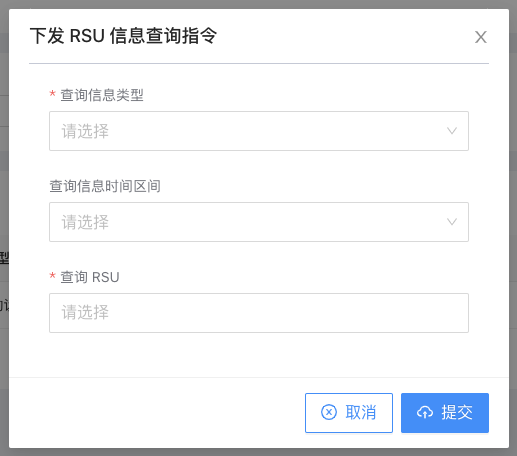 下发 RSU 信息查询指令
* 查询信息类型
请选择
查询信息时间区间
请选择
* 查询 RSU
请选择
取消
提交